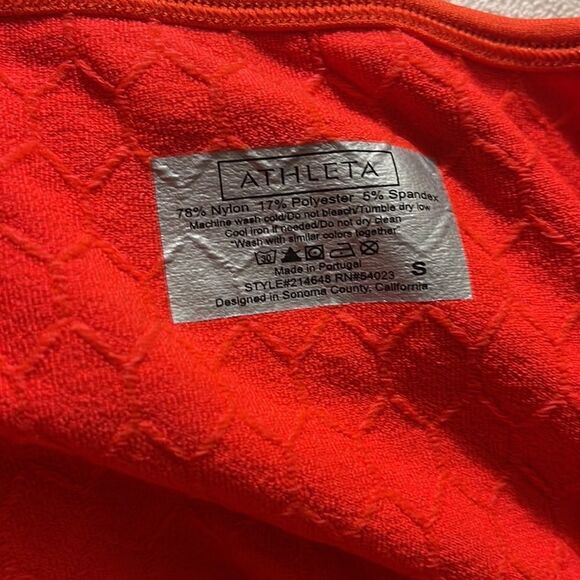 ATHLETA
78% Nylon 17% Polyester 5% Spandex
Machine wash cold/Do not bleach/Tumble dry low
Cool iron if needed/Do not dry clean
"Wash with similar colors together"
30
Made in Portugal
STYLE#214648 RN#54023 S
Designed in Sonoma County, California